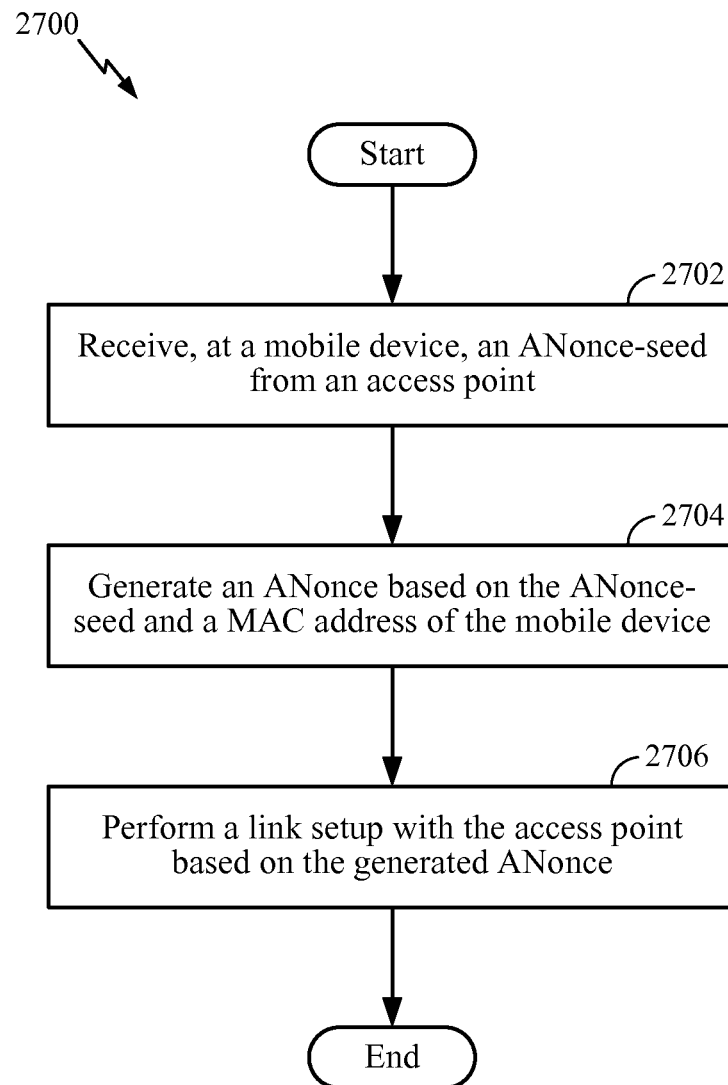 2700
Start
2702
Receive, at a mobile device, an ANonce-seed
from an access point
2704
Generate an ANonce based on the ANonce-
seed and a MAC address of the mobile device
2706
Perform a link setup with the access point
based on the generated ANonce
End